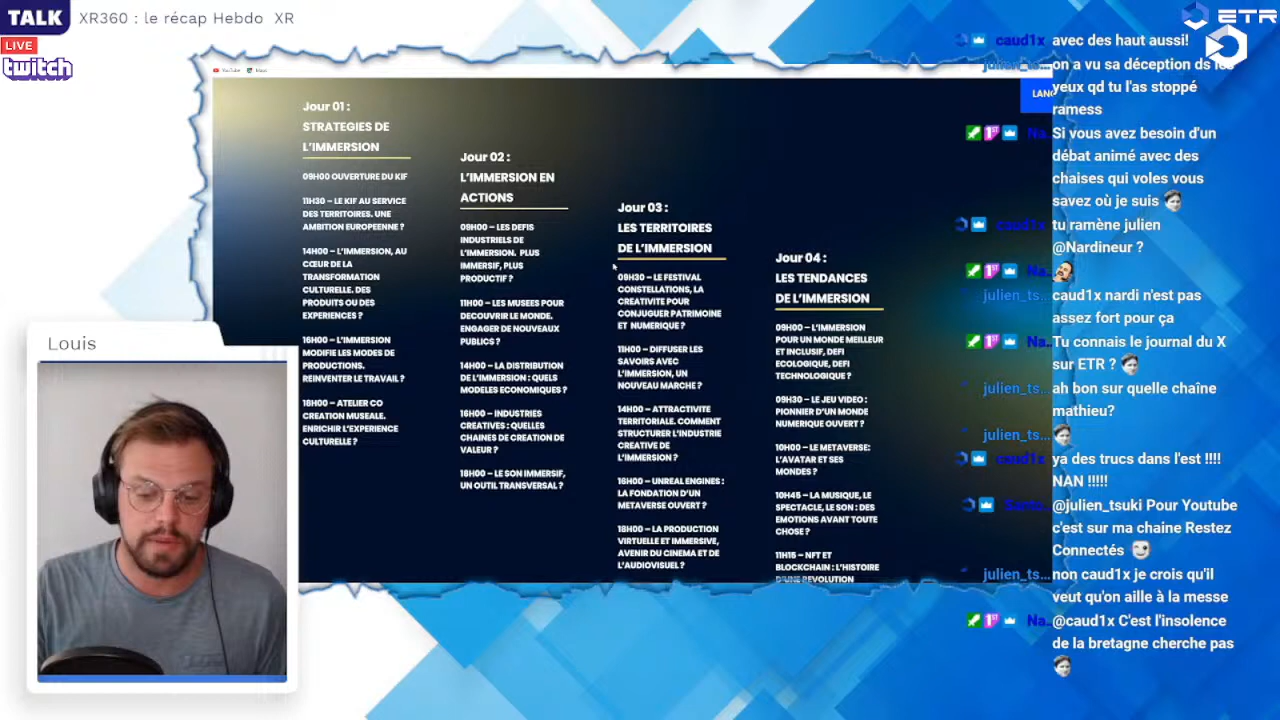 TALK
XR360 : le récap Hebdo XR
LIVE
twitch
ETR
YouTube
Maps
LANG
Jour 01 :
STRATEGIES DE
L'IMMERSION
09H00 OUVERTURE DU KIF
11H30 – LE KIF AU SERVICE
DES TERRITOIRES. UNE
AMBITION EUROPEENNE ?
14H00 – L'IMMERSION, AU
CŒUR DE LA
TRANSFORMATION
CULTURELLE. DES
PRODUITS OU DES
EXPERIENCES ?
16H00 – L'IMMERSION
MODIFIE LES MODES DE
PRODUCTIONS.
REINVENTER LE TRAVAIL ?
18H00 – ATELIER CO
CREATION MUSEALE.
ENRICHIR L'EXPERIENCE
CULTURELLE ?
Jour 02 :
L'IMMERSION EN
ACTIONS
09H00 – LES DEFIS
INDUSTRIELS DE
L'IMMERSION. PLUS
IMMERSIF, PLUS
PRODUCTIF ?
11H00 – LES MUSEES POUR
DECOUVRIR LE MONDE.
ENGAGER DE NOUVEAUX
PUBLICS ?
14H00 – LA DISTRIBUTION
DE L'IMMERSION : QUELS
MODELES ECONOMIQUES ?
16H00 – INDUSTRIES
CREATIVES : QUELLES
CHAINES DE CREATION DE
VALEUR ?
18H00 – LE SON IMMERSIF,
UN OUTIL TRANSVERSAL ?
Jour 03 :
LES TERRITOIRES
DE L'IMMERSION
09H30 – LE FESTIVAL
CONSTELLATIONS, LA
CREATIVITE POUR
CONJUGUER PATRIMOINE
ET NUMERIQUE ?
11H00 – DIFFUSER LES
SAVOIRS AVEC
L'IMMERSION, UN
NOUVEAU MARCHE ?
14H00 – ATTRACTIVITE
TERRITORIALE. COMMENT
STRUCTURER L'INDUSTRIE
CREATIVE DE
L'IMMERSION ?
16H00 – UNREAL ENGINES :
LA FONDATION D'UN
METAVERSE OUVERT ?
18H00 – LA PRODUCTION
VIRTUELLE ET IMMERSIVE,
AVENIR DU CINEMA ET DE
L'AUDIOVISUEL ?
Jour 04 :
LES TENDANCES
DE L'IMMERSION
09H00 – L'IMMERSION
POUR UN MONDE MEILLEUR
ET INCLUSIF, DEFI
ECOLOGIQUE, DEFI
TECHNOLOGIQUE ?
09H30 – LE JEU VIDEO :
PIONNIER D'UN MONDE
NUMERIQUE OUVERT ?
10H00 – LE METAVERSE:
L'AVATAR ET SES
MONDES ?
10H45 – LA MUSIQUE, LE
SPECTACLE, LE SON : DES
EMOTIONS AVANT TOUTE
CHOSE ?
11H15 – NFT ET
BLOCKCHAIN : L'HISTOIRE
D'UNE REVOLUTION
Louis
caud1x avec des haut aussi!
julien_ts... on a vu sa déception ds les
yeux qd tu l'as stoppé
ramess
Na... Si vous avez besoin d'un
débat animé avec des
chaises qui voles vous
savez où je suis
caud1x tu ramène julien
@Nardineur ?
Na...
julien_ts... caud1x nardi n'est pas
assez fort pour ça
Na... Tu connais le journal du X
sur ETR ?
julien_ts... ah bon sur quelle chaîne
mathieu?
julien_ts...
caud1x ya des trucs dans l'est !!!!
NAN !!!!!
@julien_tsuki Pour Youtube
c'est sur ma chaine Restez
Connectés
julien_ts... non caud1x je crois qu'il
veut qu'on aille à la messe
Na... @caud1x C'est l'insolence
de la bretagne cherche pas